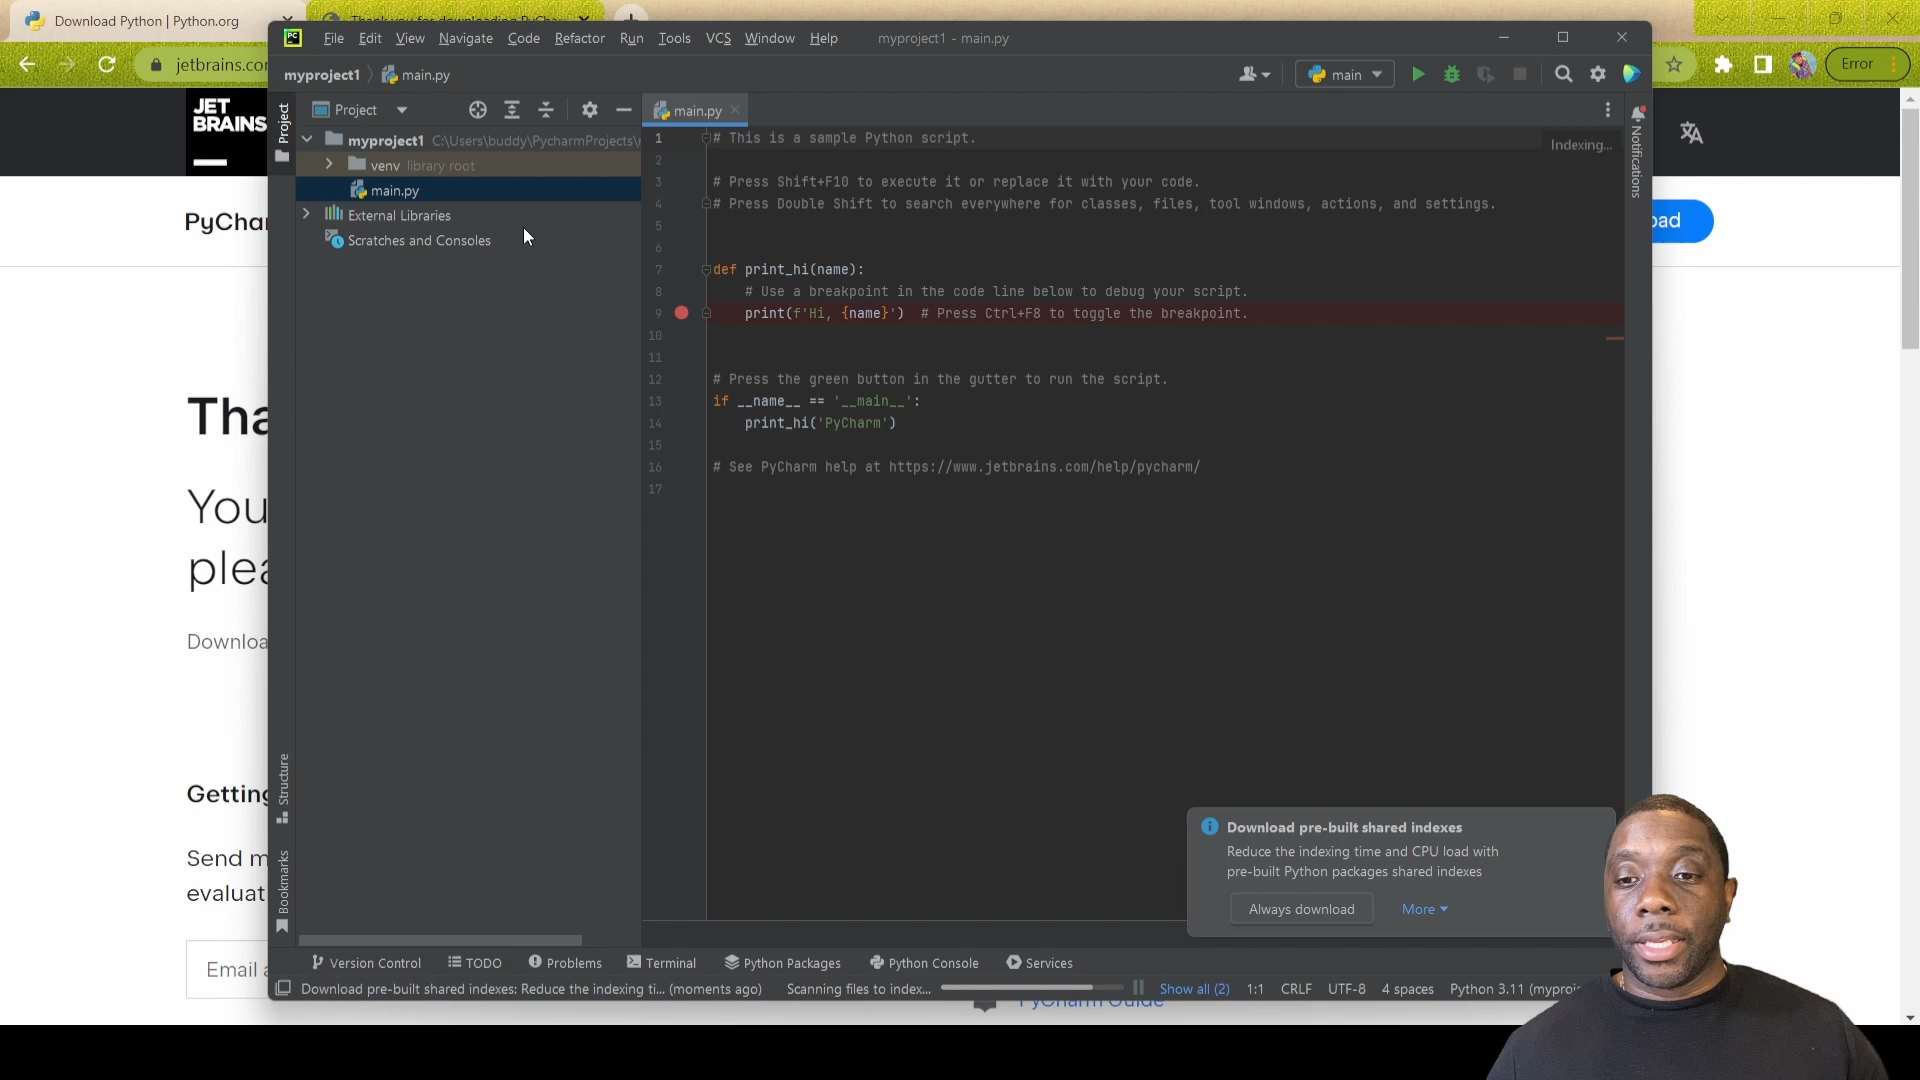 Download Python | Python.org
Thank you for downloading PyChar
jetbrains.com
Error
JET
BRAINS
PyChar
Tha
You
plea
Downloa
Getting
Send m
evaluat
Email a
ad
PyCharm Guide
PC
File Edit View Navigate Code Refactor Run Tools VCS Window Help
myproject1 - main.py
myproject1
main.py
main
Project
Project
main.py
myproject1 C:\Users\buddy\PycharmProjects\
venv library root
main.py
External Libraries
Scratches and Consoles
Structure
Bookmarks
Notifications
Indexing...
1 # This is a sample Python script.
2
3 # Press Shift+F10 to execute it or replace it with your code.
4 # Press Double Shift to search everywhere for classes, files, tool windows, actions, and settings.
5
6
7 def print_hi(name):
8 # Use a breakpoint in the code line below to debug your script.
9 print(f'Hi, {name}') # Press Ctrl+F8 to toggle the breakpoint.
10
11
12 # Press the green button in the gutter to run the script.
13 if __name__ == '__main__':
14 print_hi('PyCharm')
15
16 # See PyCharm help at https://www.jetbrains.com/help/pycharm/
17
Download pre-built shared indexes
Reduce the indexing time and CPU load with
pre-built Python packages shared indexes
Always download
More
Version Control TODO Problems Terminal Python Packages Python Console Services
Download pre-built shared indexes: Reduce the indexing ti... (moments ago) Scanning files to index... Show all (2) 1:1 CRLF UTF-8 4 spaces Python 3.11 (myproje